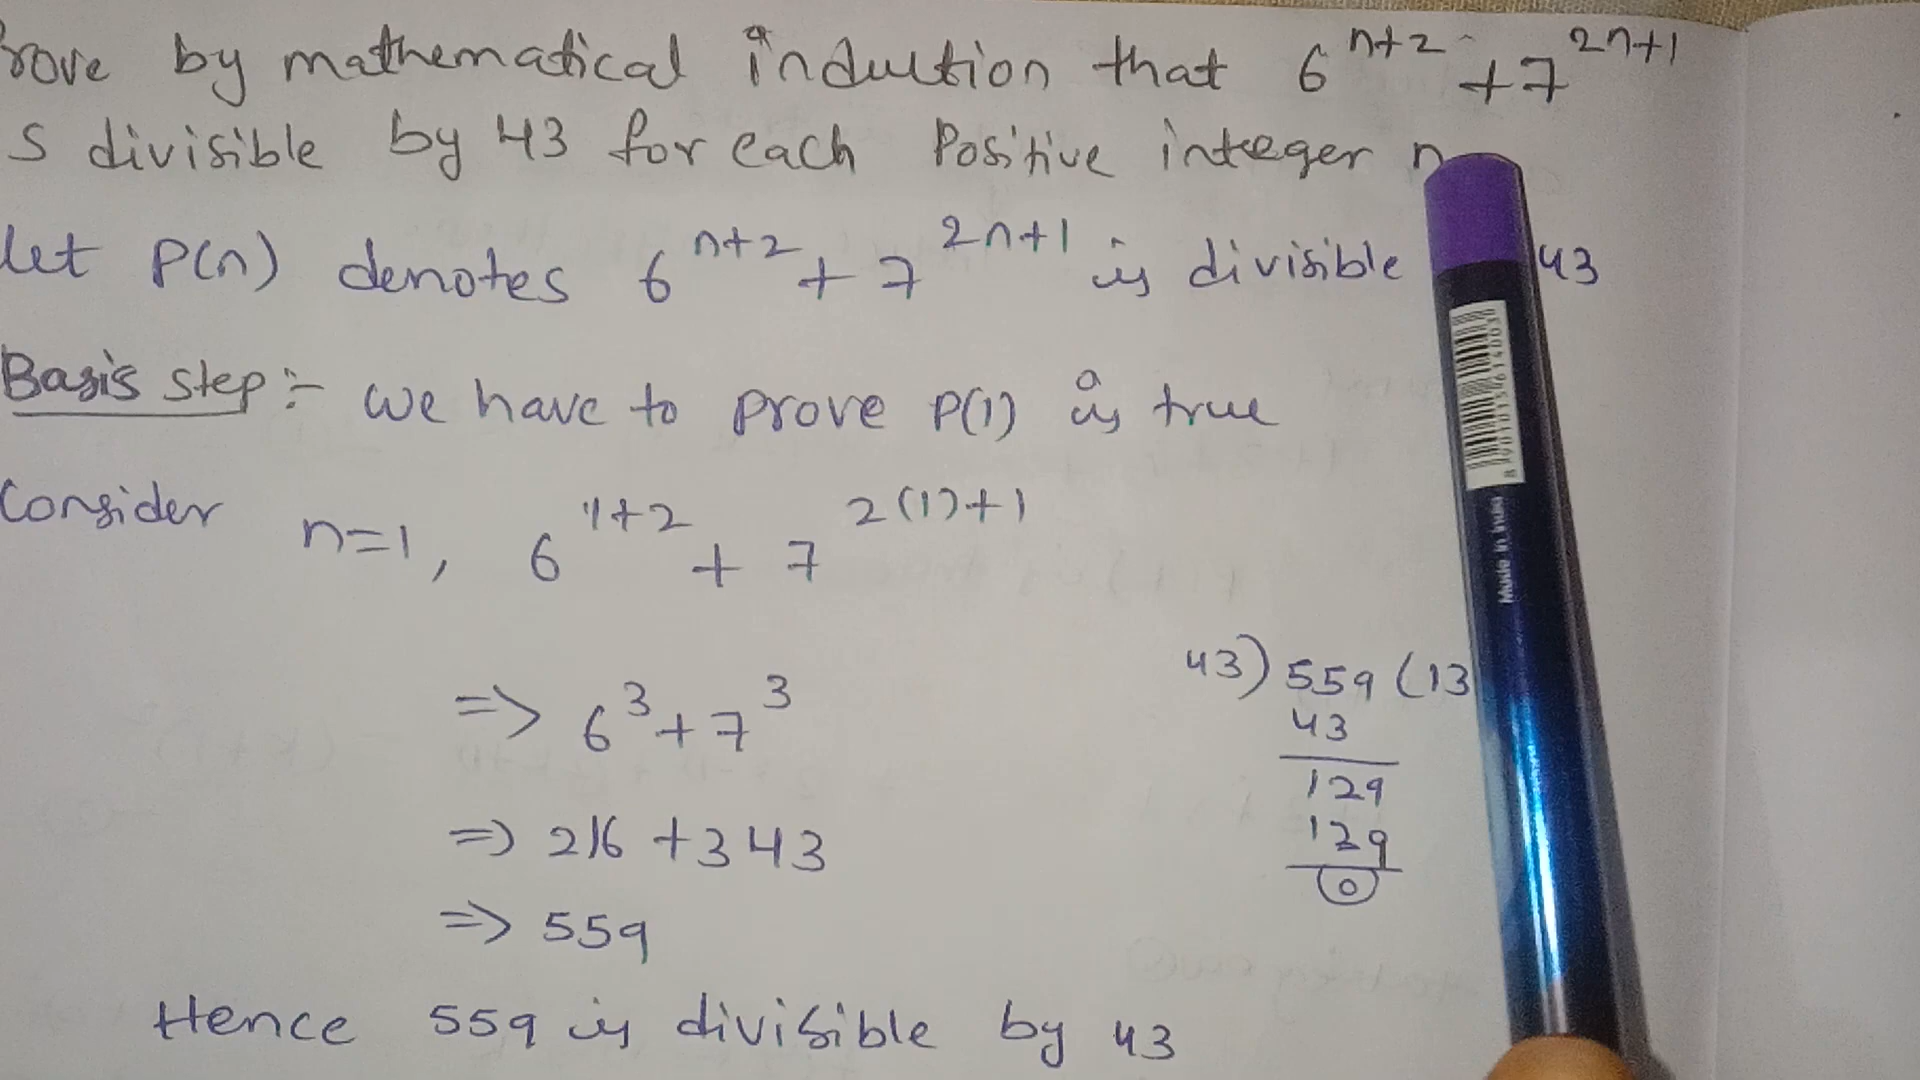 rove by mathematical induction that 6^{n+2} + 7^{2n+1}
s divisible by 43 for each Positive integer n
let P(n) denotes 6^{n+2} + 7^{2n+1} is divisible 43
Basis step :- we have to prove P(1) is true
Consider n=1, 6^{1+2} + 7^{2(1)+1}
=> 6^3 + 7^3
=> 216 + 343
=> 559
43) 559 (13
43
129
129
0
Hence 559 is divisible by 43
Made in India